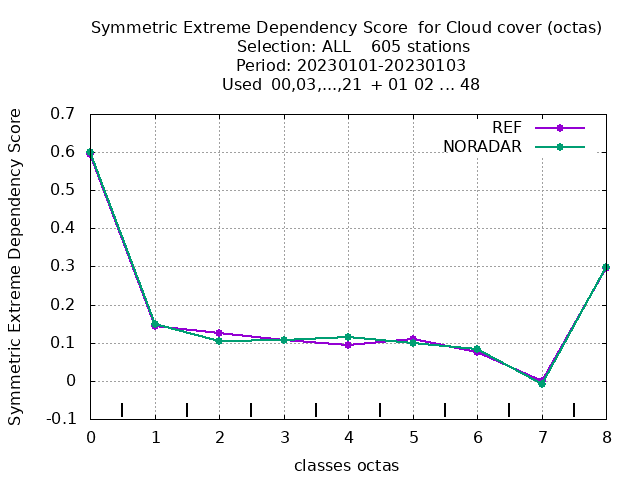 Symmetric Extreme Dependency Score  for Cloud cover (octas)
Selection: ALL    605 stations
Period: 20230101-20230103
Used  00,03,...,21  + 01 02 ... 48
Symmetric Extreme Dependency Score
0.7
0.6
0.5
0.4
0.3
0.2
0.1
0
-0.1
REF
NORADAR
0 1 2 3 4 5 6 7 8
classes octas